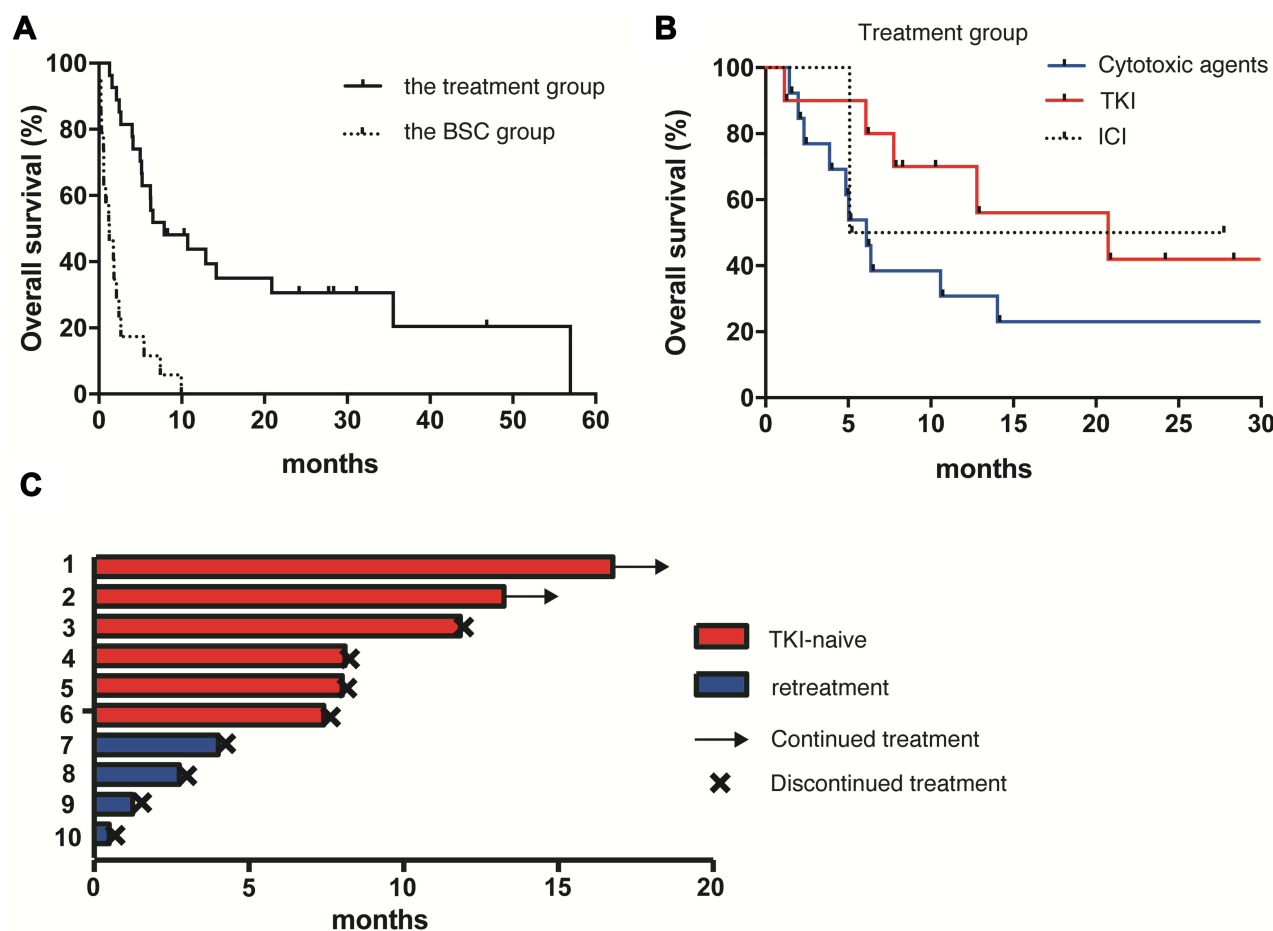 A
100
80
60
40
20
0
Overall survival (%)
0 10 20 30 40 50 60
months
the treatment group
the BSC group
B
Treatment group
Cytotoxic agents
TKI
ICI
100
80
60
40
20
0
Overall survival (%)
0 5 10 15 20 25 30
months
C
1
2
3
4
5
6
7
8
9
10
0 5 10 15 20
months
TKI-naive
retreatment
Continued treatment
Discontinued treatment